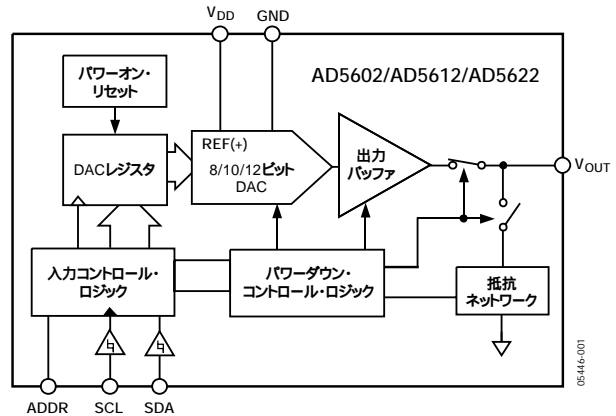 VDD
GND
AD5602/AD5612/AD5622
パワーオン・
リセット
REF(+)
DACレジスタ
8/10/12ビット
DAC
出力
バッファ
VOUT
入力コントロール・
ロジック
パワーダウン・
コントロール・ロジック
抵抗
ネットワーク
ADDR
SCL
SDA
05446-001